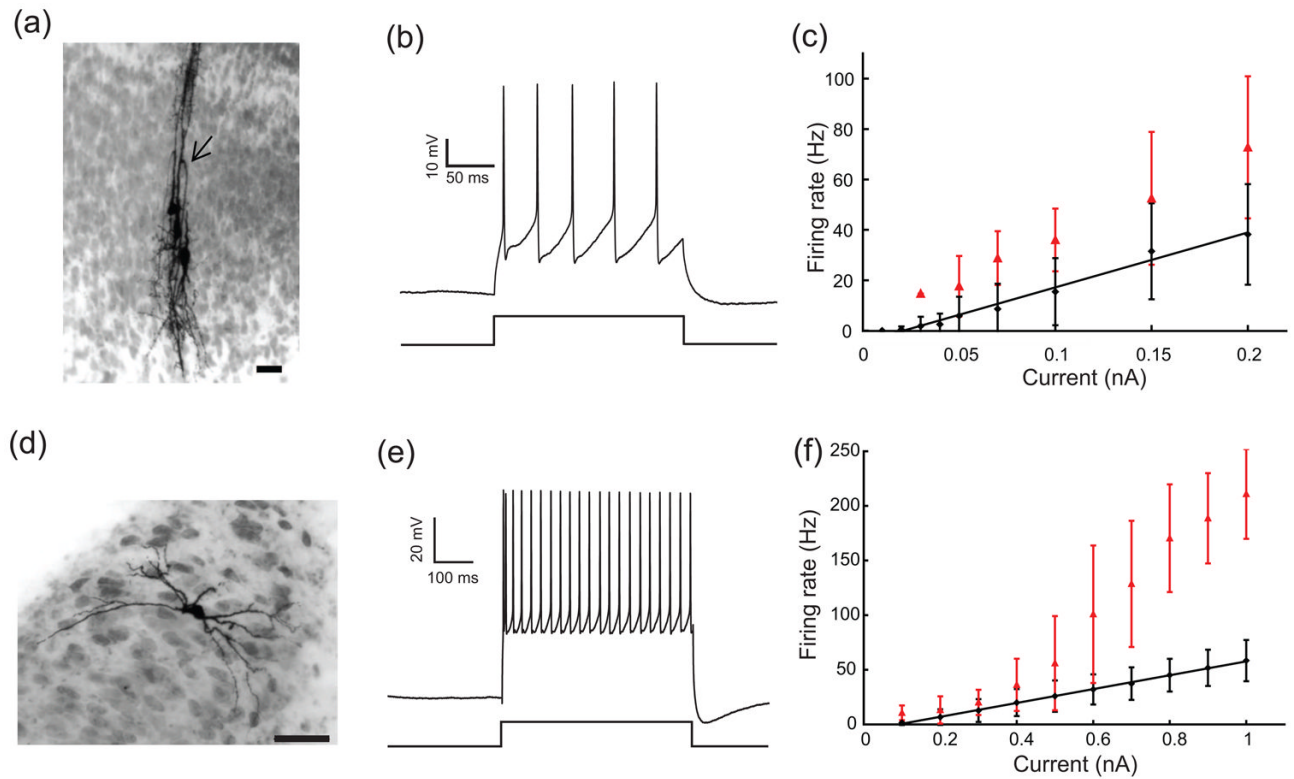 (a)
(b)
10 mV
50 ms
(c)
Firing rate (Hz)
100
80
60
40
20
0
0 0.05 0.1 0.15 0.2
Current (nA)
(d)
(e)
20 mV
100 ms
(f)
Firing rate (Hz)
250
200
150
100
50
0
0 0.2 0.4 0.6 0.8 1
Current (nA)